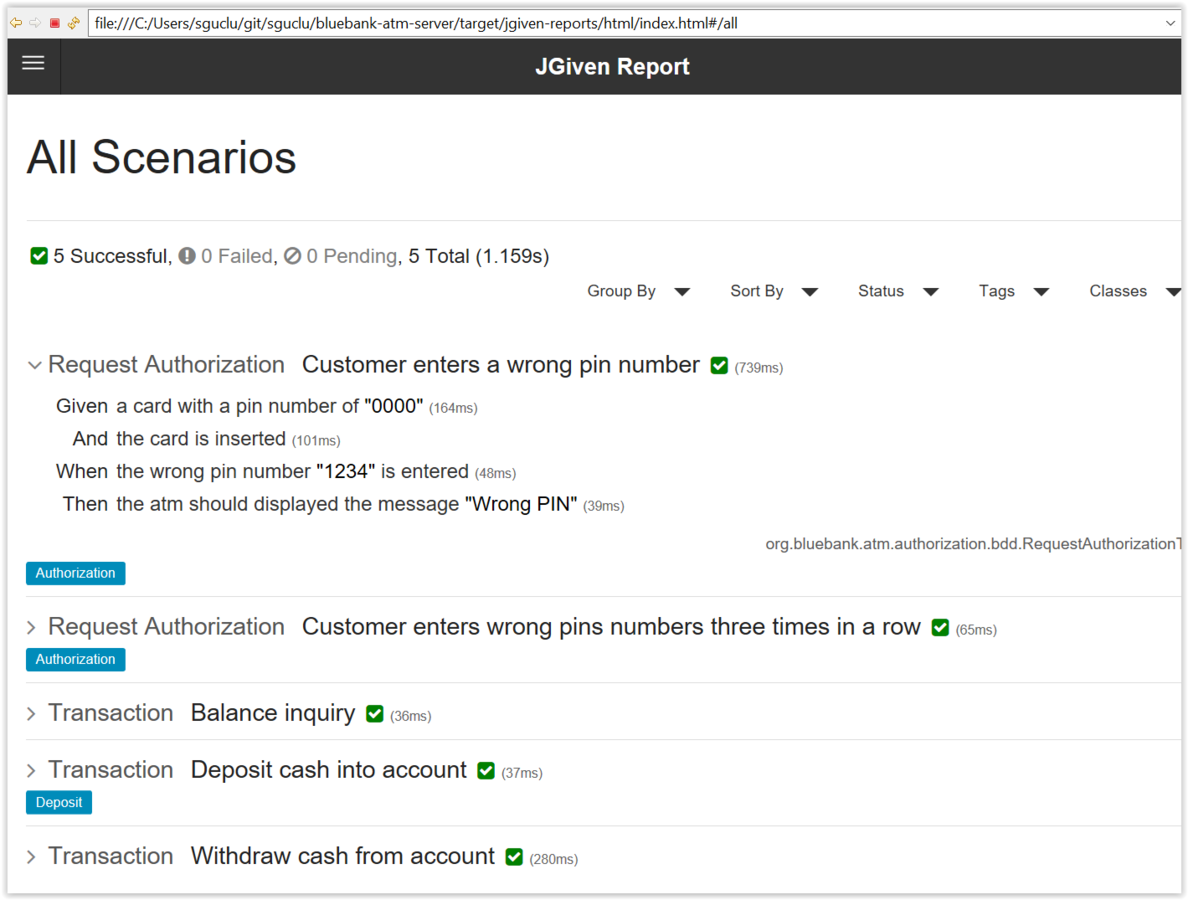 file:///C:/Users/sguclu/git/sguclu/bluebank-atm-server/target/jgiven-reports/html/index.html#/all
JGiven Report
All Scenarios
5 Successful, 0 Failed, 0 Pending, 5 Total (1.159s)
Group By Sort By Status Tags Classes
Request Authorization Customer enters a wrong pin number (739ms)
Given a card with a pin number of "0000" (164ms)
And the card is inserted (101ms)
When the wrong pin number "1234" is entered (48ms)
Then the atm should displayed the message "Wrong PIN" (39ms)
org.bluebank.atm.authorization.bdd.RequestAuthorizationT
Authorization
Request Authorization Customer enters wrong pins numbers three times in a row (65ms)
Authorization
Transaction Balance inquiry (36ms)
Transaction Deposit cash into account (37ms)
Deposit
Transaction Withdraw cash from account (280ms)